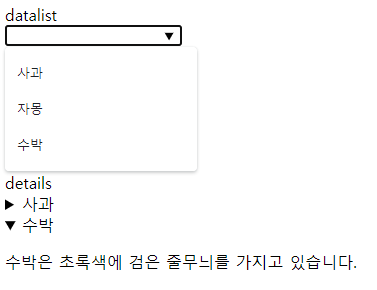 datalist
사과
자몽
수박
details
사과
수박
수박은 초록색에 검은 줄무늬를 가지고 있습니다.